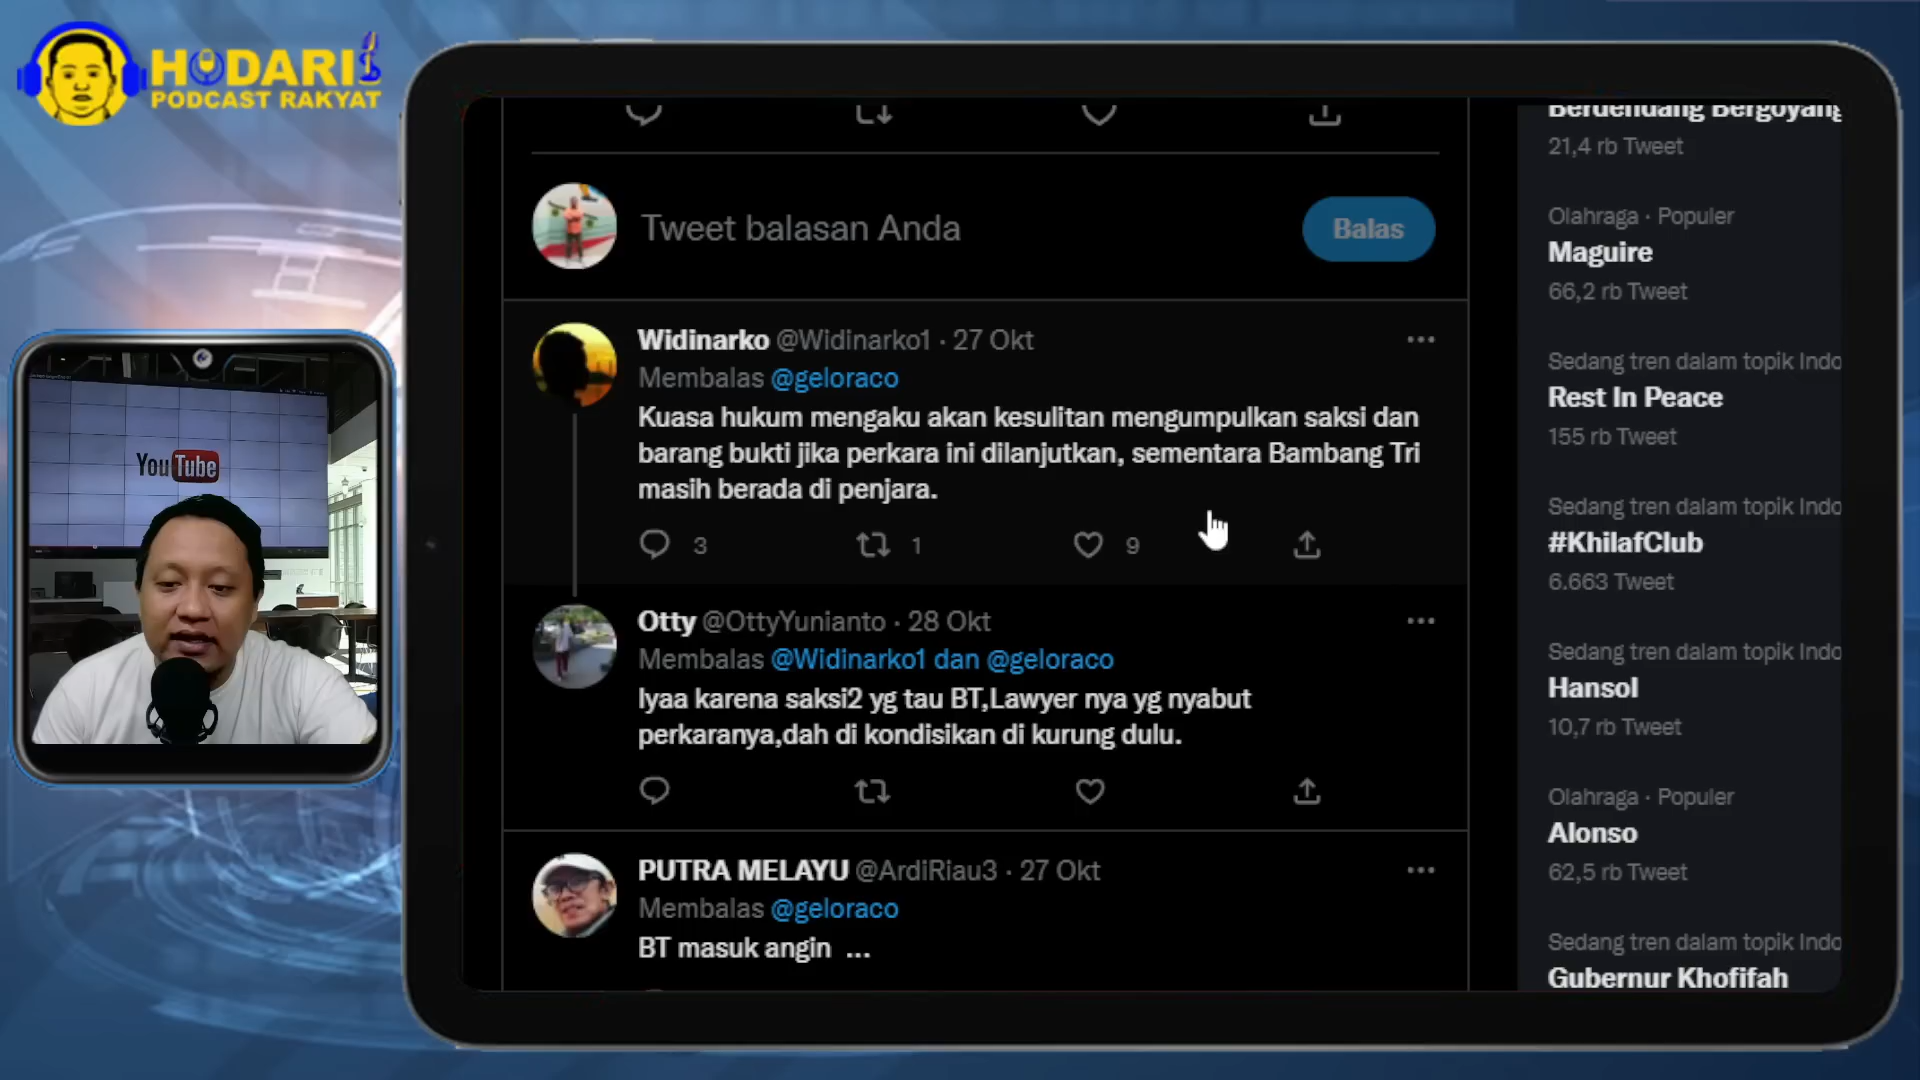 HODARI
PODCAST RAKYAT
YouTube
Tweet balasan Anda
Balas
Widinarko @Widinarko1 · 27 Okt
Membalas @geloraco
Kuasa hukum mengaku akan kesulitan mengumpulkan saksi dan
barang bukti jika perkara ini dilanjutkan, sementara Bambang Tri
masih berada di penjara.
3 1 9
Otty @OttyYunianto · 28 Okt
Membalas @Widinarko1 dan @geloraco
Iyaa karena saksi2 yg tau BT,Lawyer nya yg nyabut
perkaranya,dah di kondisikan di kurung dulu.
PUTRA MELAYU @ArdiRiau3 · 27 Okt
Membalas @geloraco
BT masuk angin ...
Berdendang Bergoyang
21,4 rb Tweet
Olahraga · Populer
Maguire
66,2 rb Tweet
Sedang tren dalam topik Indo
Rest In Peace
155 rb Tweet
Sedang tren dalam topik Indo
#KhilafClub
6.663 Tweet
Sedang tren dalam topik Indo
Hansol
10,7 rb Tweet
Olahraga · Populer
Alonso
62,5 rb Tweet
Sedang tren dalam topik Indo
Gubernur Khofifah